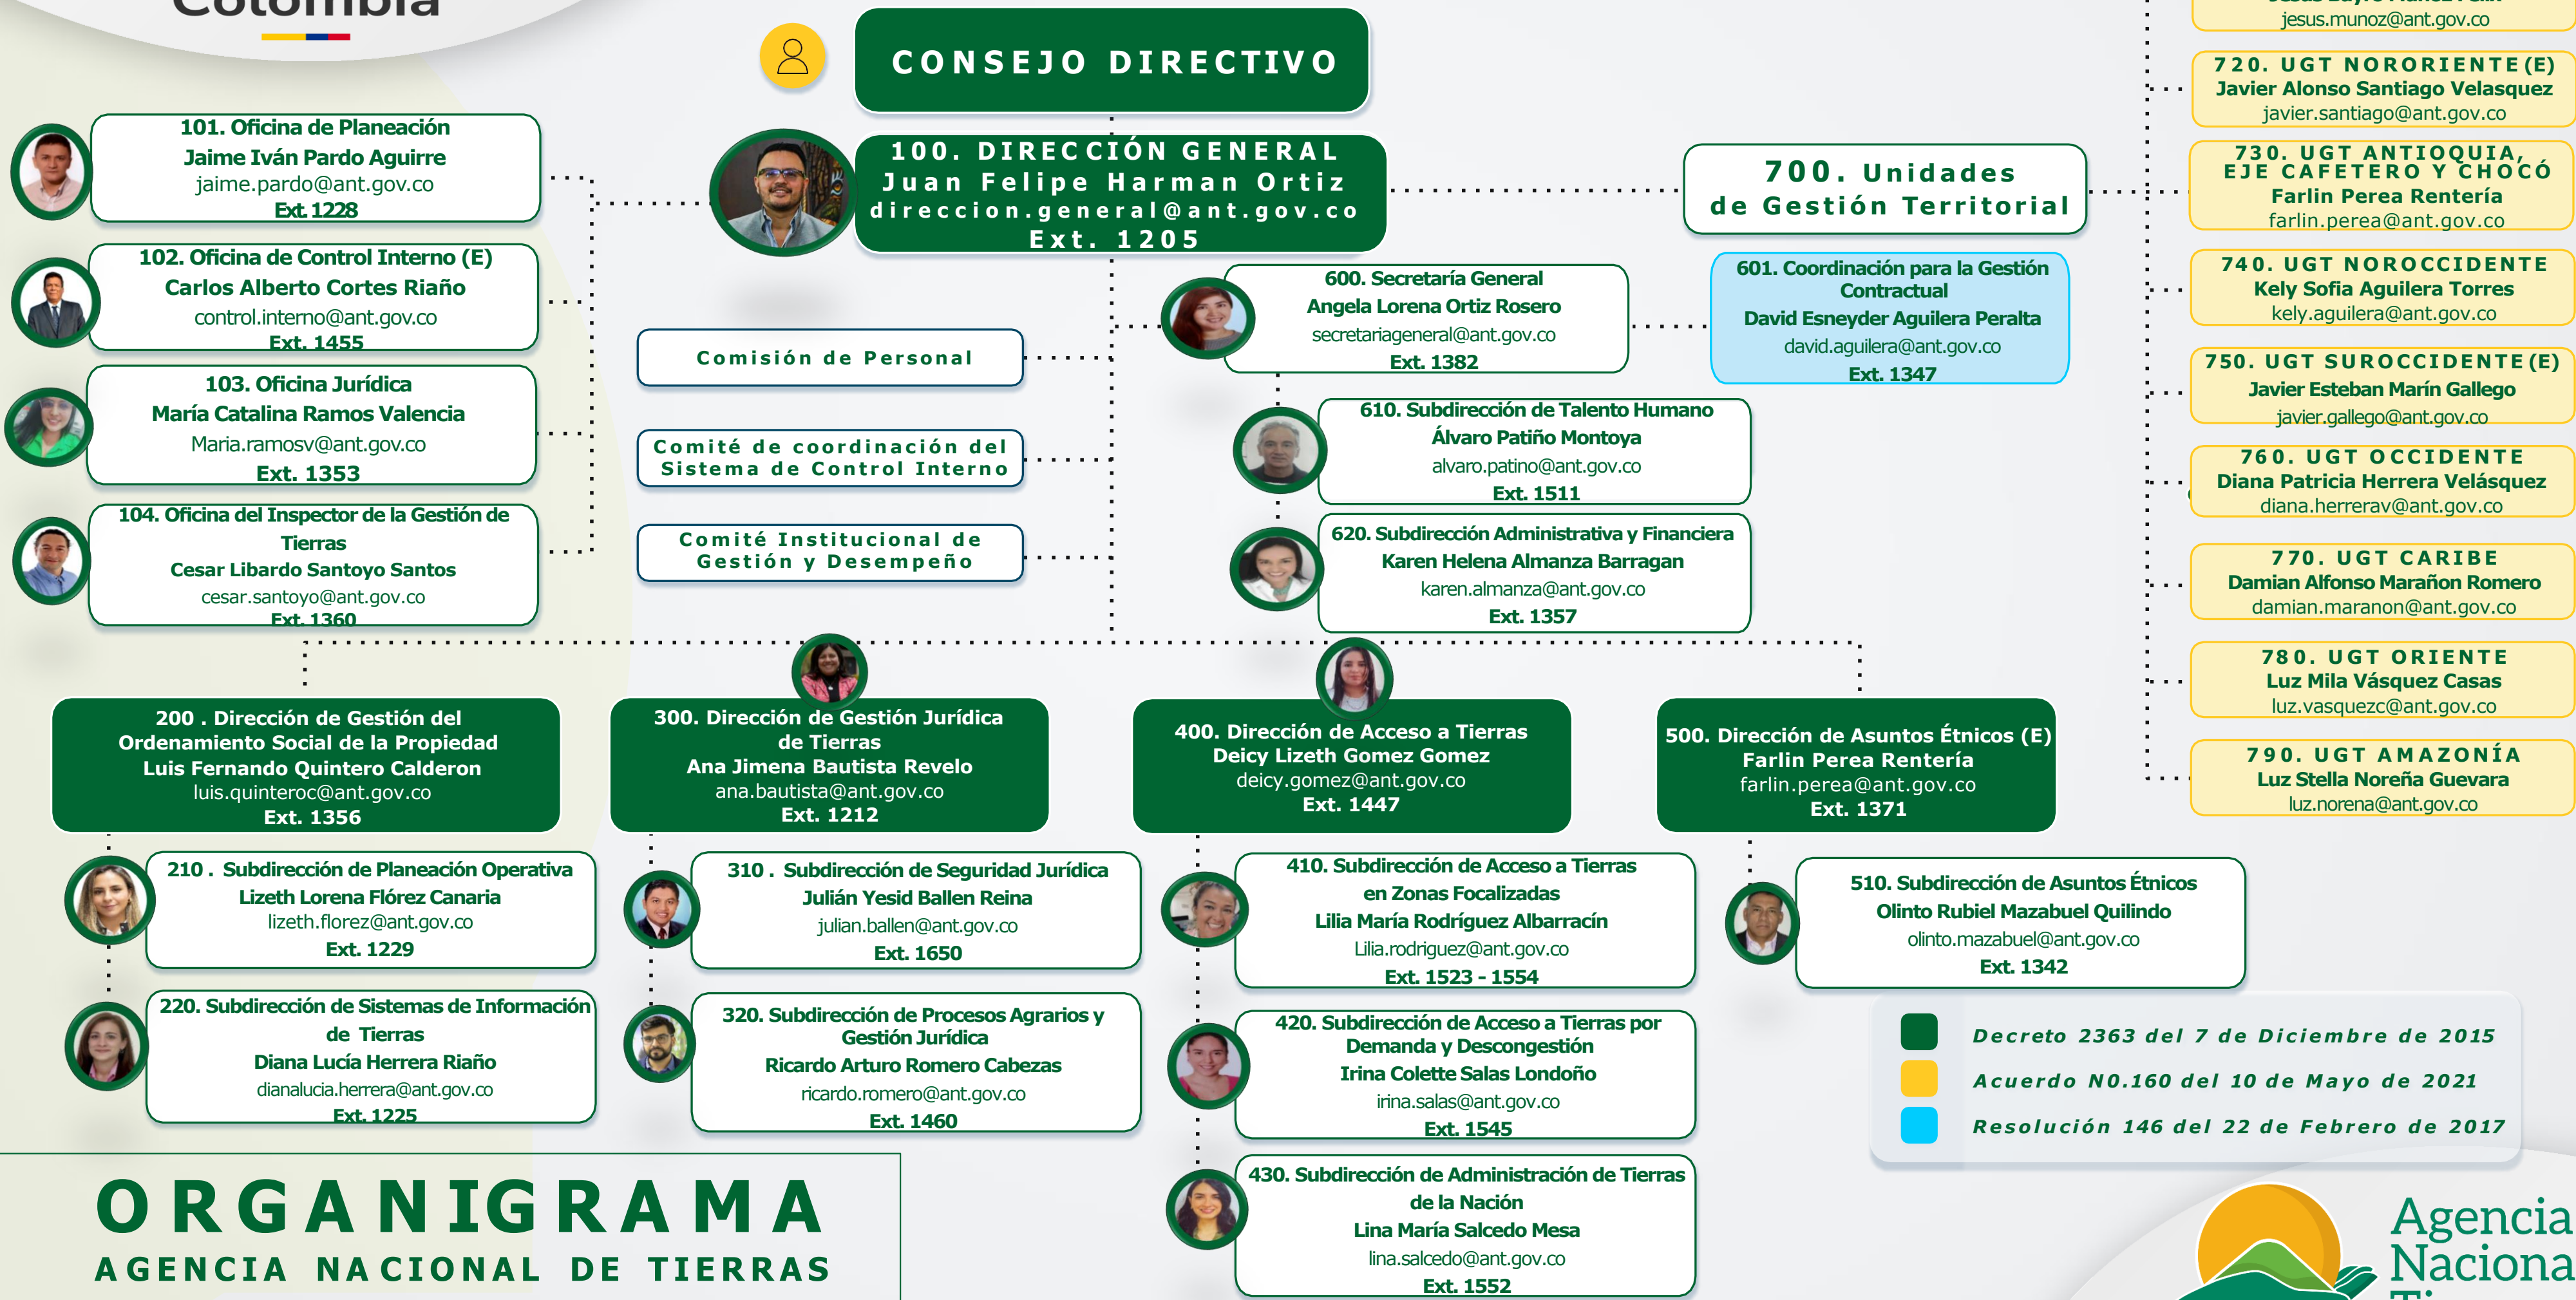 Colombia
CONSEJO DIRECTIVO
100. DIRECCIÓN GENERAL
Juan Felipe Harman Ortiz
direccion.general@ant.gov.co
Ext. 1205
101. Oficina de Planeación
Jaime Iván Pardo Aguirre
jaime.pardo@ant.gov.co
Ext. 1228
102. Oficina de Control Interno (E)
Carlos Alberto Cortes Riaño
control.interno@ant.gov.co
Ext. 1455
103. Oficina Jurídica
María Catalina Ramos Valencia
Maria.ramosv@ant.gov.co
Ext. 1353
104. Oficina del Inspector de la Gestión de
Tierras
Cesar Libardo Santoyo Santos
cesar.santoyo@ant.gov.co
Ext. 1360
Comisión de Personal
Comité de coordinación del
Sistema de Control Interno
Comité Institucional de
Gestión y Desempeño
600. Secretaría General
Angela Lorena Ortiz Rosero
secretariageneral@ant.gov.co
Ext. 1382
601. Coordinación para la Gestión
Contractual
David Esneyder Aguilera Peralta
david.aguilera@ant.gov.co
Ext. 1347
610. Subdirección de Talento Humano
Álvaro Patiño Montoya
alvaro.patino@ant.gov.co
Ext. 1511
620. Subdirección Administrativa y Financiera
Karen Helena Almanza Barragan
karen.almanza@ant.gov.co
Ext. 1357
700. Unidades
de Gestión Territorial
jesus.munoz@ant.gov.co
720. UGT NORORIENTE (E)
Javier Alonso Santiago Velasquez
javier.santiago@ant.gov.co
730. UGT ANTIOQUIA,
EJE CAFETERO Y CHOCÓ
Farlin Perea Rentería
farlin.perea@ant.gov.co
740. UGT NOROCCIDENTE
Kely Sofia Aguilera Torres
kely.aguilera@ant.gov.co
750. UGT SUROCCIDENTE (E)
Javier Esteban Marín Gallego
javier.gallego@ant.gov.co
760. UGT OCCIDENTE
Diana Patricia Herrera Velásquez
diana.herrerav@ant.gov.co
770. UGT CARIBE
Damian Alfonso Marañon Romero
damian.maranon@ant.gov.co
780. UGT ORIENTE
Luz Mila Vásquez Casas
luz.vasquezc@ant.gov.co
790. UGT AMAZONÍA
Luz Stella Noreña Guevara
luz.norena@ant.gov.co
200 . Dirección de Gestión del
Ordenamiento Social de la Propiedad
Luis Fernando Quintero Calderon
luis.quinteroc@ant.gov.co
Ext. 1356
210 . Subdirección de Planeación Operativa
Lizeth Lorena Flórez Canaria
lizeth.florez@ant.gov.co
Ext. 1229
220. Subdirección de Sistemas de Información
de Tierras
Diana Lucía Herrera Riaño
dianalucia.herrera@ant.gov.co
Ext. 1225
300. Dirección de Gestión Jurídica
de Tierras
Ana Jimena Bautista Revelo
ana.bautista@ant.gov.co
Ext. 1212
310 . Subdirección de Seguridad Jurídica
Julián Yesid Ballen Reina
julian.ballen@ant.gov.co
Ext. 1650
320. Subdirección de Procesos Agrarios y
Gestión Jurídica
Ricardo Arturo Romero Cabezas
ricardo.romero@ant.gov.co
Ext. 1460
400. Dirección de Acceso a Tierras
Deicy Lizeth Gomez Gomez
deicy.gomez@ant.gov.co
Ext. 1447
410. Subdirección de Acceso a Tierras
en Zonas Focalizadas
Lilia María Rodríguez Albarracín
Lilia.rodriguez@ant.gov.co
Ext. 1523 - 1554
420. Subdirección de Acceso a Tierras por
Demanda y Descongestión
Irina Colette Salas Londoño
irina.salas@ant.gov.co
Ext. 1545
430. Subdirección de Administración de Tierras
de la Nación
Lina María Salcedo Mesa
lina.salcedo@ant.gov.co
Ext. 1552
500. Dirección de Asuntos Étnicos (E)
Farlin Perea Rentería
farlin.perea@ant.gov.co
Ext. 1371
510. Subdirección de Asuntos Étnicos
Olinto Rubiel Mazabuel Quilindo
olinto.mazabuel@ant.gov.co
Ext. 1342
Decreto 2363 del 7 de Diciembre de 2015
Acuerdo N0.160 del 10 de Mayo de 2021
Resolución 146 del 22 de Febrero de 2017
ORGANIGRAMA
AGENCIA NACIONAL DE TIERRAS
Agencia
Naciona